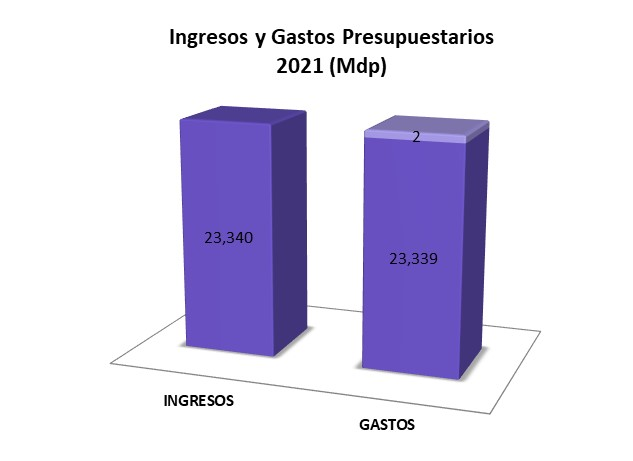 Ingresos y Gastos Presupuestarios
2021 (Mdp)
2
23,340
23,339
INGRESOS
GASTOS